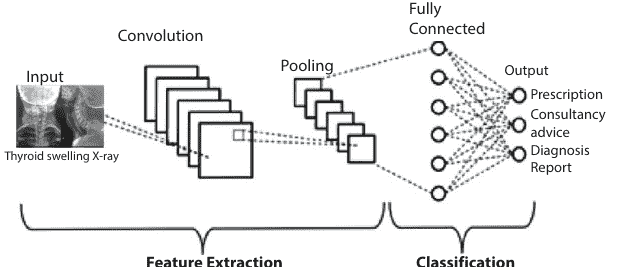 Fully
Connected
Convolution
Pooling
Input
Output
Prescription
Consultancy
advice
Diagnosis
Report
Thyroid swelling X-ray
Feature Extraction
Classification